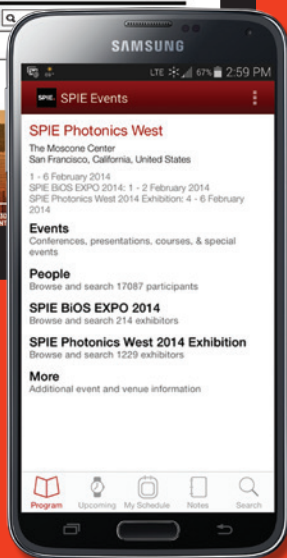 SAMSUNG
LTE 67% 2:59 PM
SPIE. SPIE Events
SPIE Photonics West
The Moscone Center
San Francisco, California, United States
1 - 6 February 2014
SPIE BiOS EXPO 2014: 1 - 2 February 2014
SPIE Photonics West 2014 Exhibition: 4 - 6 February
2014
Events
Conferences, presentations, courses, & special
events
People
Browse and search 17087 participants
SPIE BiOS EXPO 2014
Browse and search 214 exhibitors
SPIE Photonics West 2014 Exhibition
Browse and search 1229 exhibitors
More
Additional event and venue information
Program Upcoming My Schedule Notes Search